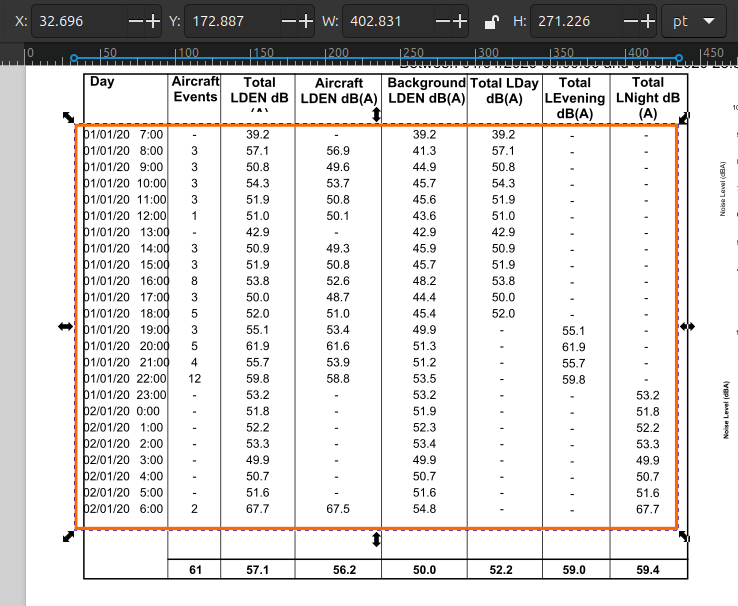 X: 32.696 Y: 172.887 W: 402.831 H: 271.226 pt
0 50 100 150 200 250 300 350 400 450
Day Aircraft Total Aircraft Background Total LDay Total Total
Events LDEN dB LDEN dB(A) LDEN dB(A) dB(A) LEvening LNight dB
dB(A) (A)
01/01/20 7:00 - 39.2 - 39.2 39.2 - -
01/01/20 8:00 3 57.1 56.9 41.3 57.1 - -
01/01/20 9:00 3 50.8 49.6 44.9 50.8 - -
01/01/20 10:00 3 54.3 53.7 45.7 54.3 - -
01/01/20 11:00 3 51.9 50.8 45.6 51.9 - -
01/01/20 12:00 1 51.0 50.1 43.6 51.0 - -
01/01/20 13:00 - 42.9 - 42.9 42.9 - -
01/01/20 14:00 3 50.9 49.3 45.9 50.9 - -
01/01/20 15:00 3 51.9 50.8 45.7 51.9 - -
01/01/20 16:00 8 53.8 52.6 48.2 53.8 - -
01/01/20 17:00 3 50.0 48.7 44.4 50.0 - -
01/01/20 18:00 5 52.0 51.0 45.4 52.0 - -
01/01/20 19:00 3 55.1 53.4 49.9 - 55.1 -
01/01/20 20:00 5 61.9 61.6 51.3 - 61.9 -
01/01/20 21:00 4 55.7 53.9 51.2 - 55.7 -
01/01/20 22:00 12 59.8 58.8 53.5 - 59.8 -
01/01/20 23:00 - 53.2 - 53.2 - - 53.2
02/01/20 0:00 - 51.8 - 51.9 - - 51.8
02/01/20 1:00 - 52.2 - 52.3 - - 52.2
02/01/20 2:00 - 53.3 - 53.4 - - 53.3
02/01/20 3:00 - 49.9 - 49.9 - - 49.9
02/01/20 4:00 - 50.7 - 50.7 - - 50.7
02/01/20 5:00 - 51.6 - 51.6 - - 51.6
02/01/20 6:00 2 67.7 67.5 54.8 - - 67.7
61 57.1 56.2 50.0 52.2 59.0 59.4
Noise Level (dBA)
Noise Level (dBA)